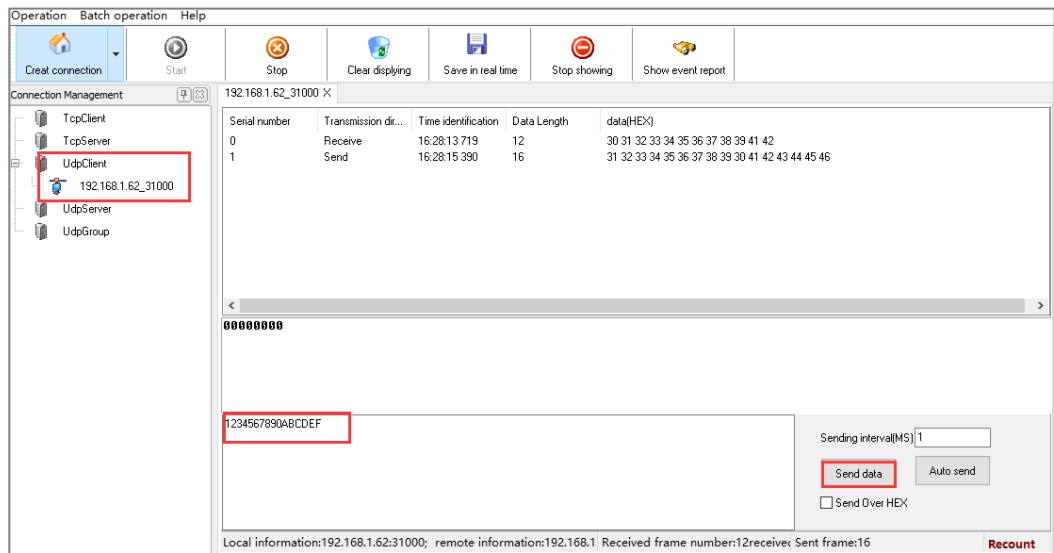 Operation Batch operation Help
Creat connection Start Stop Clear displying Save in real time Stop showing Show event report
Connection Management
192.168.1.62_31000
TcpClient
TcpServer
UdpClient
192.168.1.62_31000
UdpServer
UdpGroup
Serial number Transmission dir... Time identification Data Length data(HEX)
0 Receive 16:28:13 719 12 30 31 32 33 34 35 36 37 38 39 41 42
1 Send 16:28:15 390 16 31 32 33 34 35 36 37 38 39 30 41 42 43 44 45 46
00000000
1234567890ABCDEF
Sending interval(MS) 1
Send data Auto send
Send Over HEX
Local information:192.168.1.62:31000; remote information:192.168.1. Received frame number:12received Sent frame:16 Recount